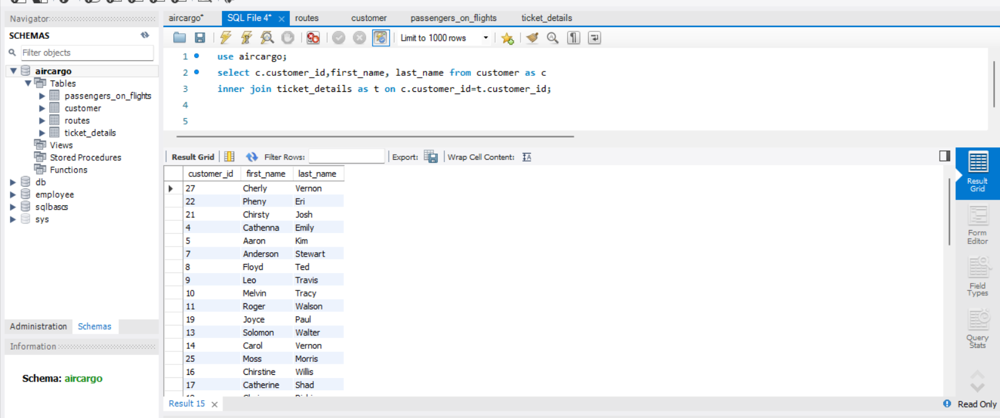 Navigator
SCHEMAS
Filter objects
aircargo
Tables
passengers_on_flights
customer
routes
ticket_details
Views
Stored Procedures
Functions
db
employee
sqlbascs
sys
Administration Schemas
Information
Schema: aircargo
aircargo* SQL File 4* routes customer passengers_on_flights ticket_details
Limit to 1000 rows
1 use aircargo;
2 select c.customer_id,first_name, last_name from customer as c
3 inner join ticket_details as t on c.customer_id=t.customer_id;
4
5
Result Grid Filter Rows: Export: Wrap Cell Content:
customer_id first_name last_name
27 Cherly Vernon
22 Pheny Eri
21 Chirsty Josh
4 Cathenna Emily
5 Aaron Kim
7 Anderson Stewart
8 Floyd Ted
9 Leo Travis
10 Melvin Tracy
11 Roger Walson
19 Joyce Paul
13 Solomon Walter
14 Carol Vernon
25 Moss Morris
16 Chirstine Willis
17 Catherine Shad
Result 15
Result
Grid
Form
Editor
Field
Types
Query
Stats
Read Only